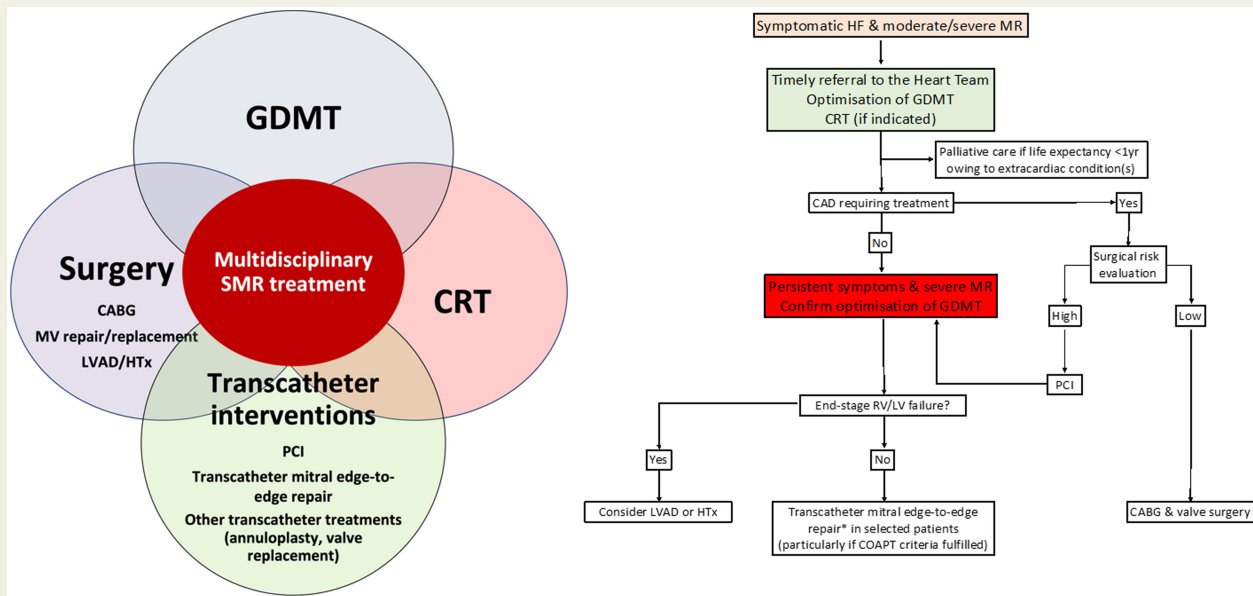 GDMT
Surgery
CABG
MV repair/replacement
LVAD/HTx
Multidisciplinary
SMR treatment
CRT
Transcatheter
interventions
PCI
Transcatheter mitral edge-to-
edge repair
Other transcatheter treatments
(annuloplasty, valve
replacement)
Symptomatic HF & moderate/severe MR
Timely referral to the Heart Team
Optimisation of GDMT
CRT (if indicated)
Palliative care if life expectancy <1yr
owing to extracardiac condition(s)
CAD requiring treatment
Yes
No
Surgical risk
evaluation
Persistent symptoms & severe MR
Confirm optimisation of GDMT
High
Low
PCI
End-stage RV/LV failure?
Yes
No
Consider LVAD or HTx
Transcatheter mitral edge-to-edge
repair* in selected patients
(particularly if COAPT criteria fulfilled)
CABG & valve surgery